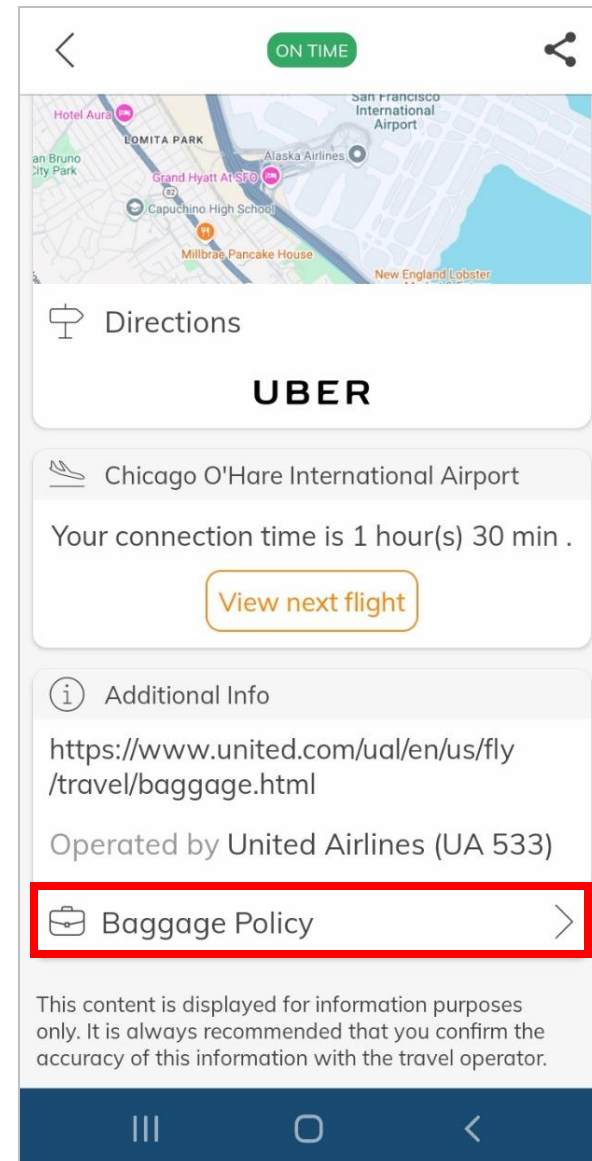 ON TIME
San Francisco
International
Airport
Hotel Aura
LOMITA PARK
an Bruno
City Park
Alaska Airlines
Grand Hyatt At SFO
82
Capuchino High School
Millbrae Pancake House
New England Lobster
Directions
UBER
Chicago O'Hare International Airport
Your connection time is 1 hour(s) 30 min .
View next flight
Additional Info
https://www.united.com/ual/en/us/fly
/travel/baggage.html
Operated by United Airlines (UA 533)
Baggage Policy
This content is displayed for information purposes
only. It is always recommended that you confirm the
accuracy of this information with the travel operator.